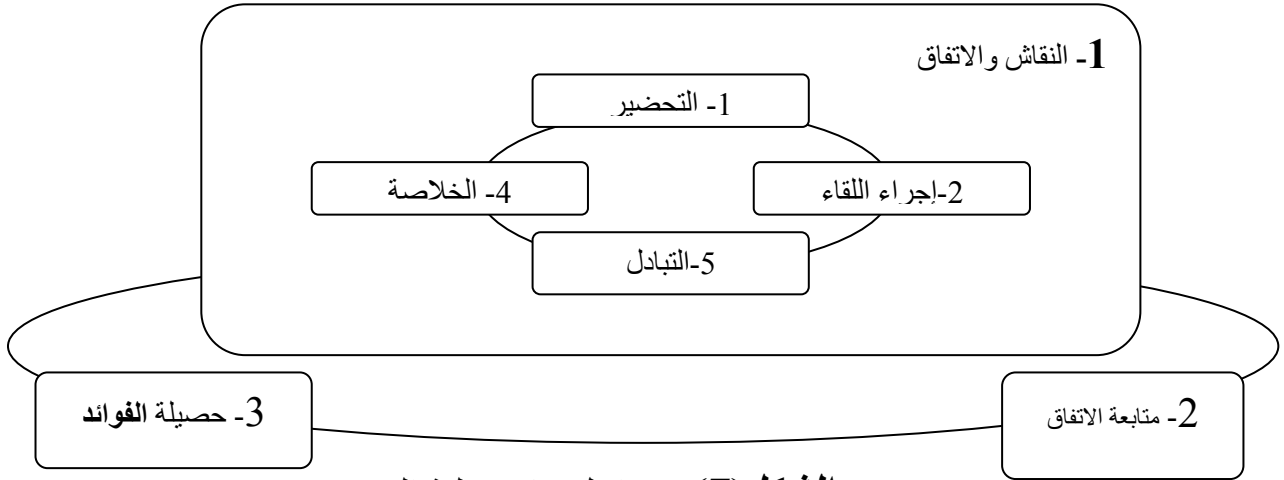 1- النقاش والاتفاق
1- التحضير
2-إجراء اللقاء
4- الخلاصة
5-التبادل
2- متابعة الاتفاق
3- حصيلة الفوائد